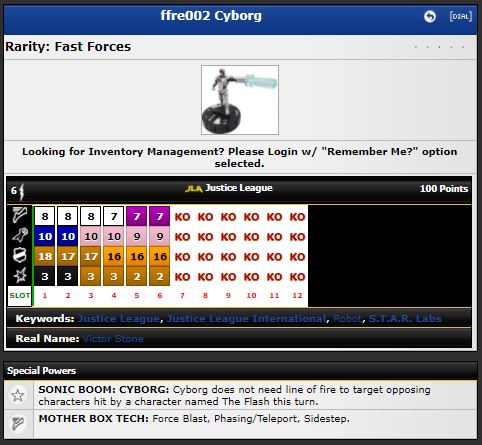 ffre002 Cyborg
[DIAL]
Rarity: Fast Forces
Looking for Inventory Management? Please Login w/ "Remember Me?" option
selected.
6 JLA Justice League 100 Points
8 8 8 7 7 7 KO KO KO KO KO KO
10 10 10 10 9 9 KO KO KO KO KO KO
18 17 17 16 16 16 KO KO KO KO KO KO
3 3 3 3 2 2 KO KO KO KO KO KO
SLOT 1 2 3 4 5 6 7 8 9 10 11 12
Keywords: Justice League, Justice League International, Robot, S.T.A.R. Labs
Real Name: Victor Stone
Special Powers
SONIC BOOM: CYBORG: Cyborg does not need line of fire to target opposing
characters hit by a character named The Flash this turn.
MOTHER BOX TECH: Force Blast, Phasing/Teleport, Sidestep.